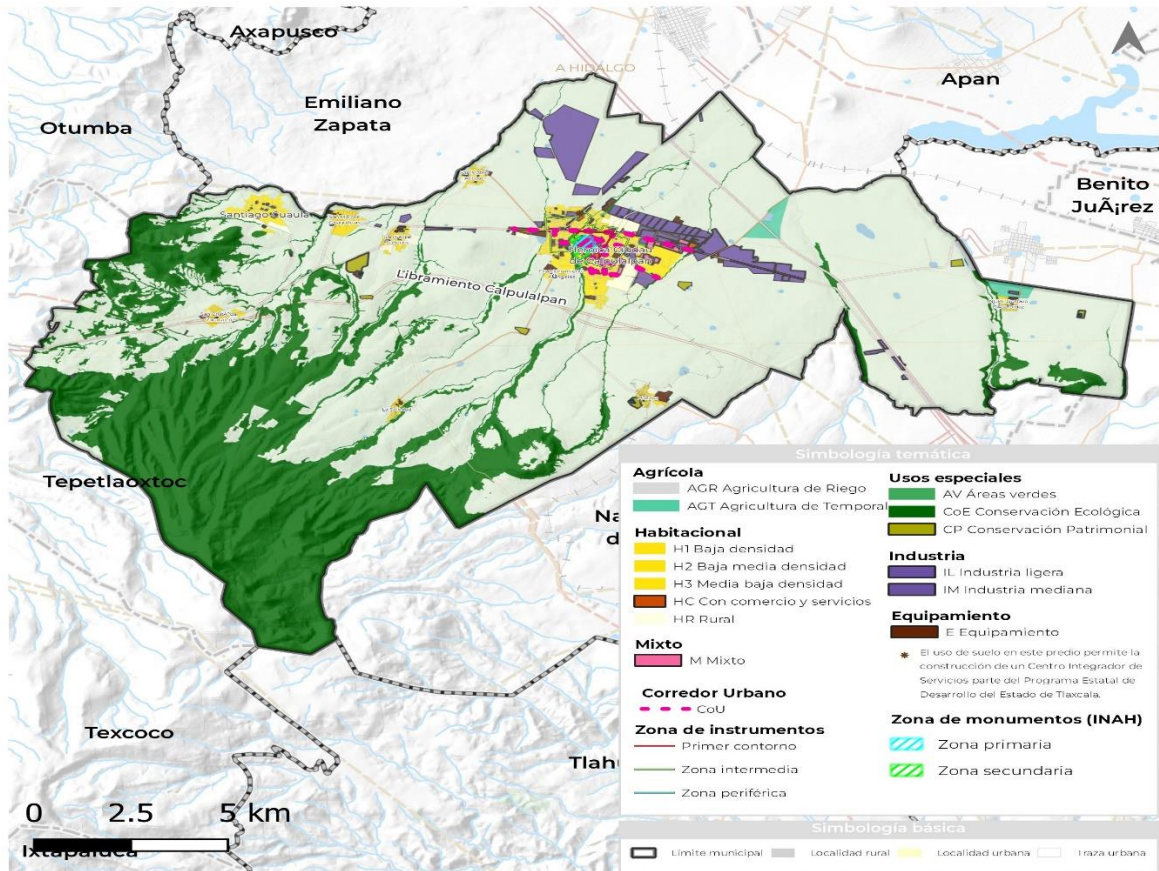 Axapusco
A HIDALGO
Apan
Emiliano
Zapata
Otumba
Benito
JuÃ¡rez
Santiago Cuaula
Libramiento Calpulalpan
Tepetlaoxtoc
Texcoco
Tlahu
Ixtapaluca
0 2.5 5 km
Simbología temática
Agrícola
AGR Agricultura de Riego
AGT Agricultura de Temporal
Habitacional
H1 Baja densidad
H2 Baja media densidad
H3 Media baja densidad
HC Con comercio y servicios
HR Rural
Mixto
M Mixto
Corredor Urbano
CoU
Zona de instrumentos
Primer contorno
Zona intermedia
Zona periférica
Usos especiales
AV Áreas verdes
CoE Conservación Ecológica
CP Conservación Patrimonial
Industria
IL Industria ligera
IM Industria mediana
Equipamiento
E Equipamiento
* El uso de suelo en este predio permite la
construcción de un Centro Integrador de
Servicios parte del Programa Estatal de
Desarrollo del Estado de Tlaxcala.
Zona de monumentos (INAH)
Zona primaria
Zona secundaria
Simbología básica
Límite municipal Localidad rural Localidad urbana Traza urbana